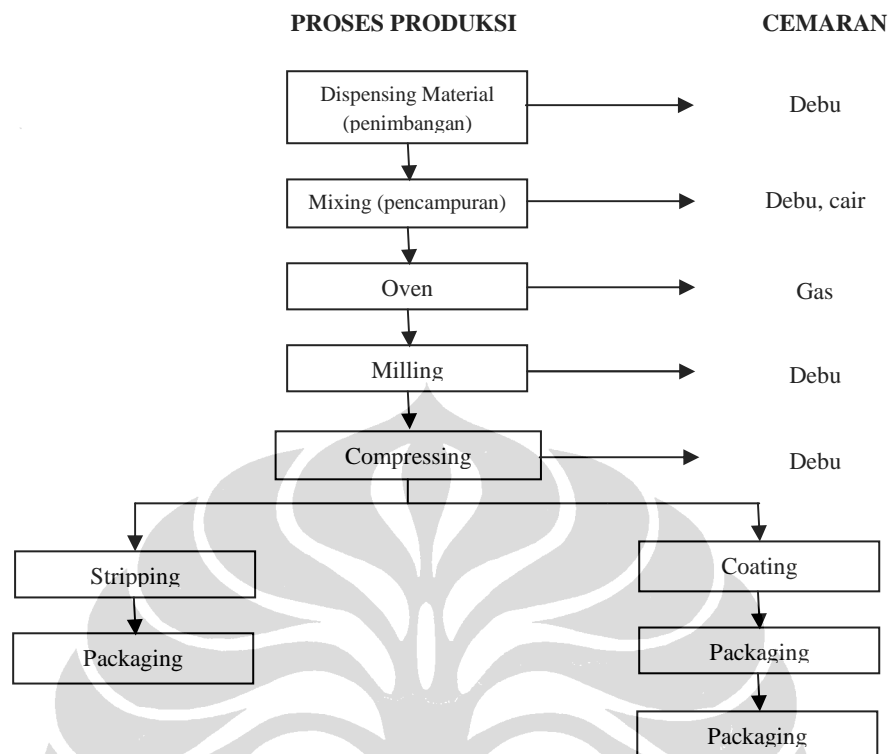 PROSES PRODUKSI
CEMARAN
Dispensing Material
(penimbangan)
Debu
Mixing (pencampuran)
Debu, cair
Oven
Gas
Milling
Debu
Compressing
Debu
Stripping
Coating
Packaging
Packaging
Packaging